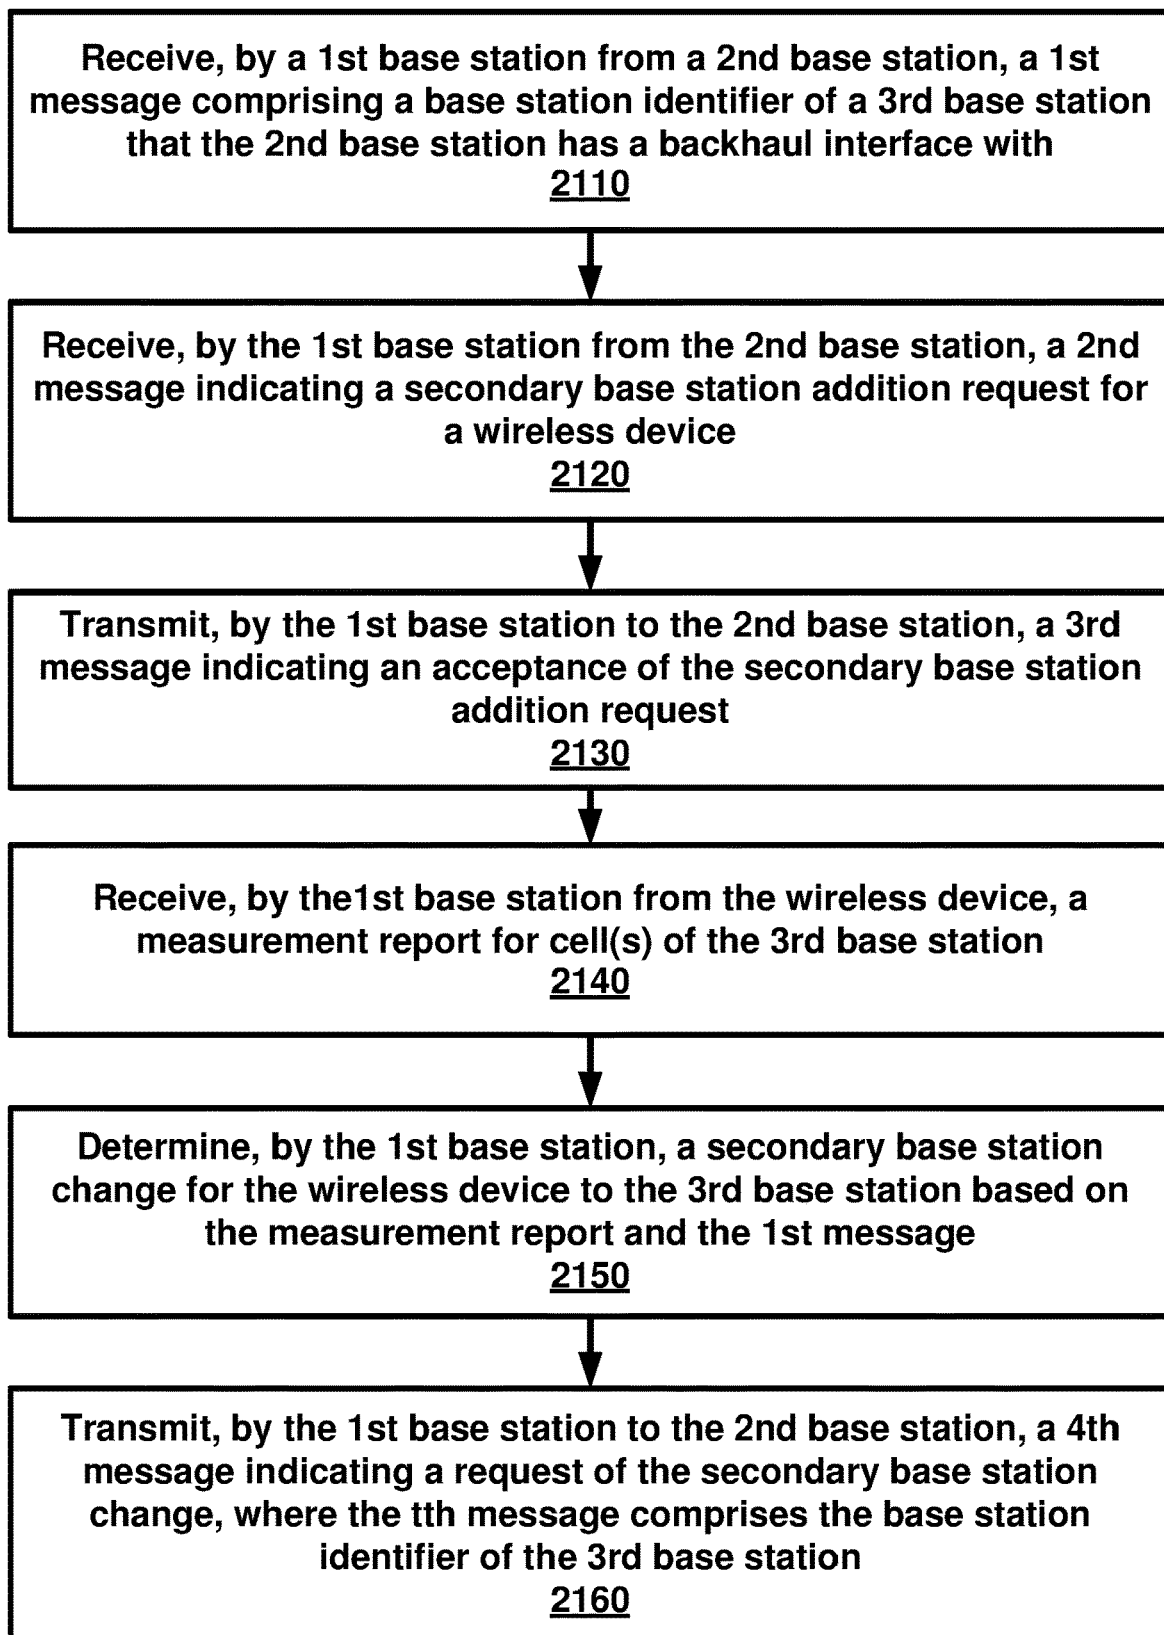 Receive, by a 1st base station from a 2nd base station, a 1st
message comprising a base station identifier of a 3rd base station
that the 2nd base station has a backhaul interface with
2110
Receive, by the 1st base station from the 2nd base station, a 2nd
message indicating a secondary base station addition request for
a wireless device
2120
Transmit, by the 1st base station to the 2nd base station, a 3rd
message indicating an acceptance of the secondary base station
addition request
2130
Receive, by the1st base station from the wireless device, a
measurement report for cell(s) of the 3rd base station
2140
Determine, by the 1st base station, a secondary base station
change for the wireless device to the 3rd base station based on
the measurement report and the 1st message
2150
Transmit, by the 1st base station to the 2nd base station, a 4th
message indicating a request of the secondary base station
change, where the tth message comprises the base station
identifier of the 3rd base station
2160